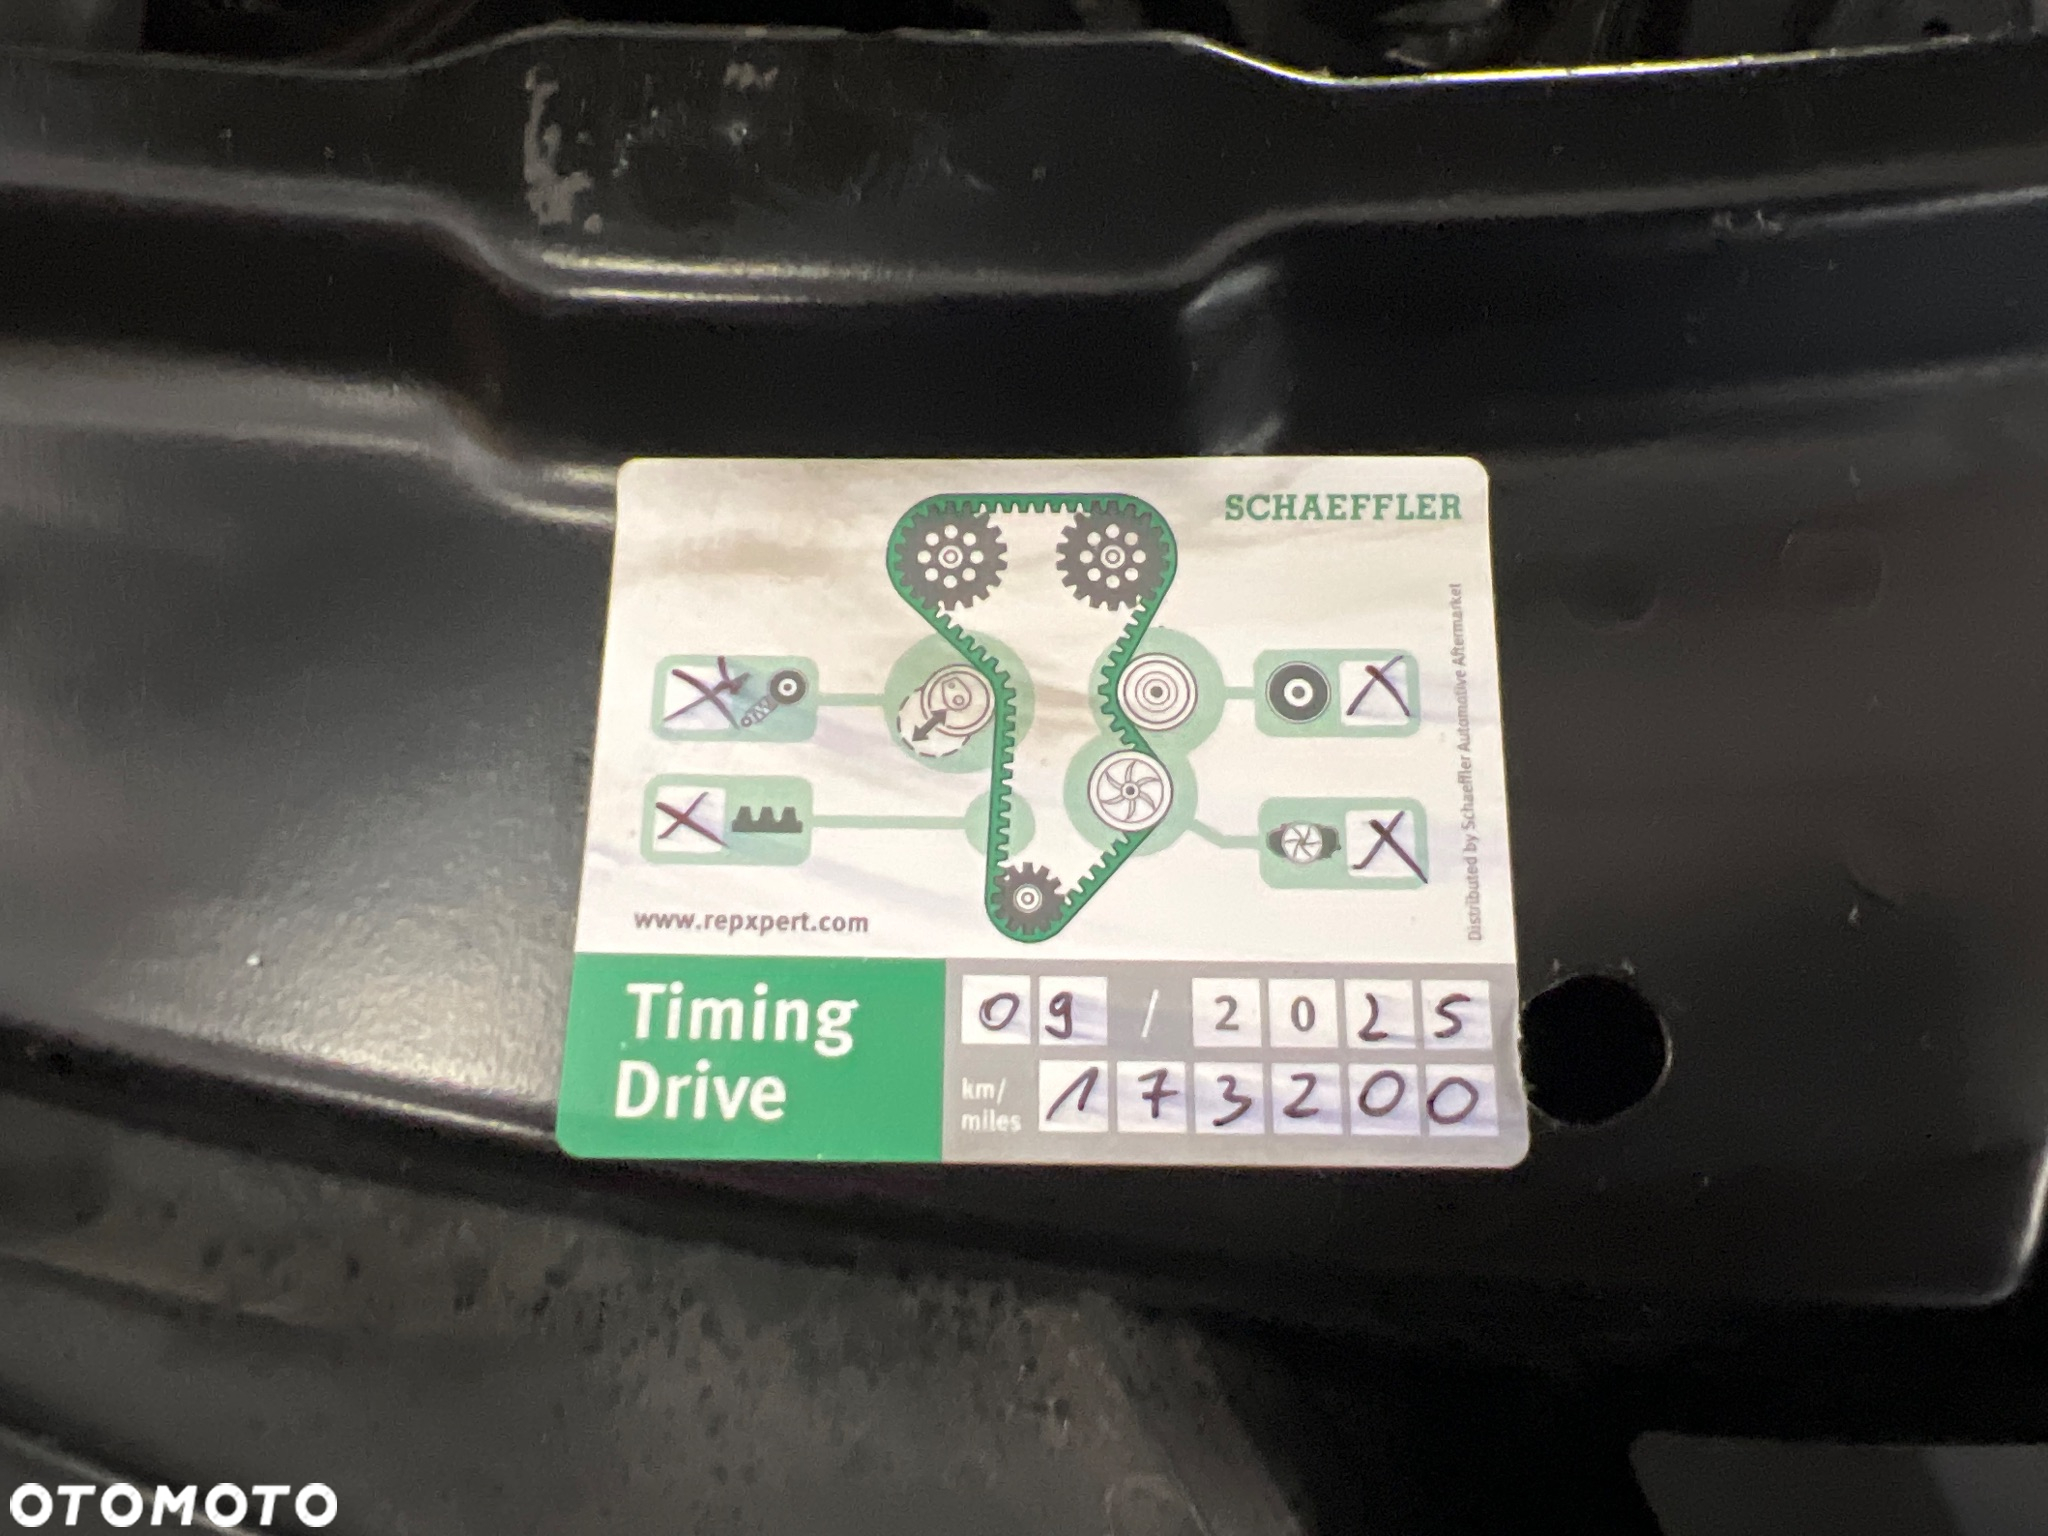 SCHAEFFLER
Distributed by Schaeffler Automotive Aftermarket
www.repxpert.com
Timing
Drive
09 / 2025
km/
miles
173200
OTOMOTO